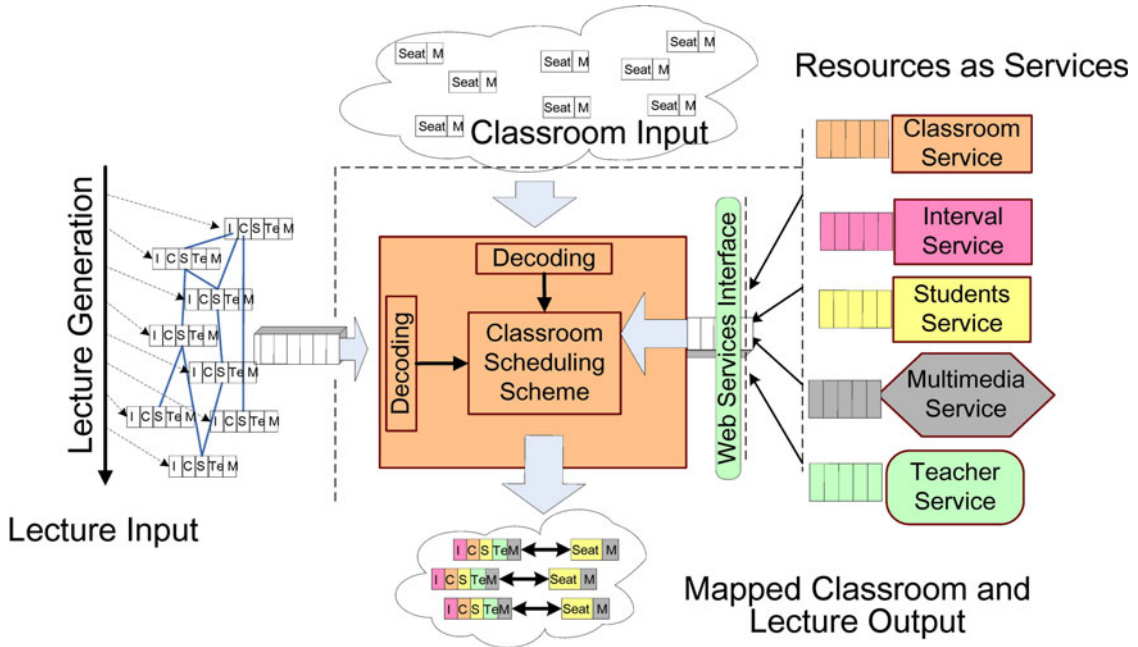 Seat M
Seat M
Seat M
Seat M
Seat M
Seat M
Seat M
Seat M
Classroom Input
Resources as Services
Classroom
Service
Interval
Service
Students
Service
Multimedia
Service
Teacher
Service
Web Services Interface
Lecture Generation
I C S Te M
I C S Te M
I C S Te M
I C S Te M
I C S Te M
I C S Te M
I C S Te M
I C S Te M
Lecture Input
Decoding
Decoding
Classroom
Scheduling
Scheme
I C S Te M Seat M
I C S Te M Seat M
I C S Te M Seat M
Mapped Classroom and
Lecture Output